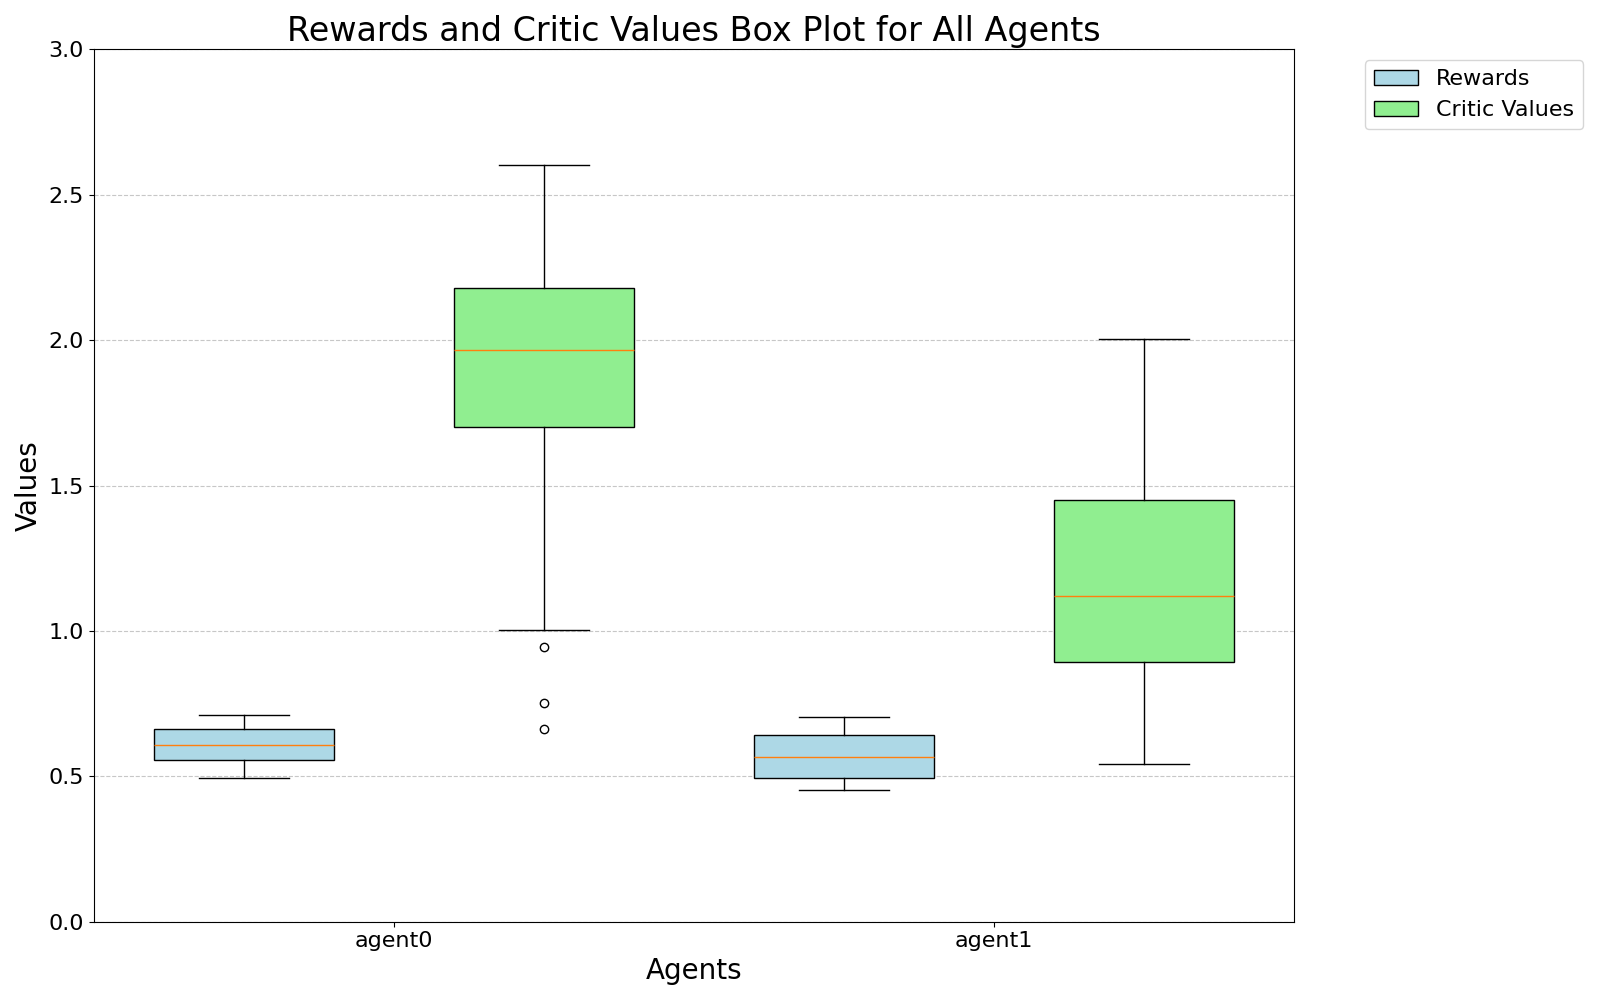 Rewards and Critic Values Box Plot for All Agents
Rewards
Critic Values
3.0
2.5
2.0
1.5
1.0
0.5
0.0
Values
agent0
agent1
Agents